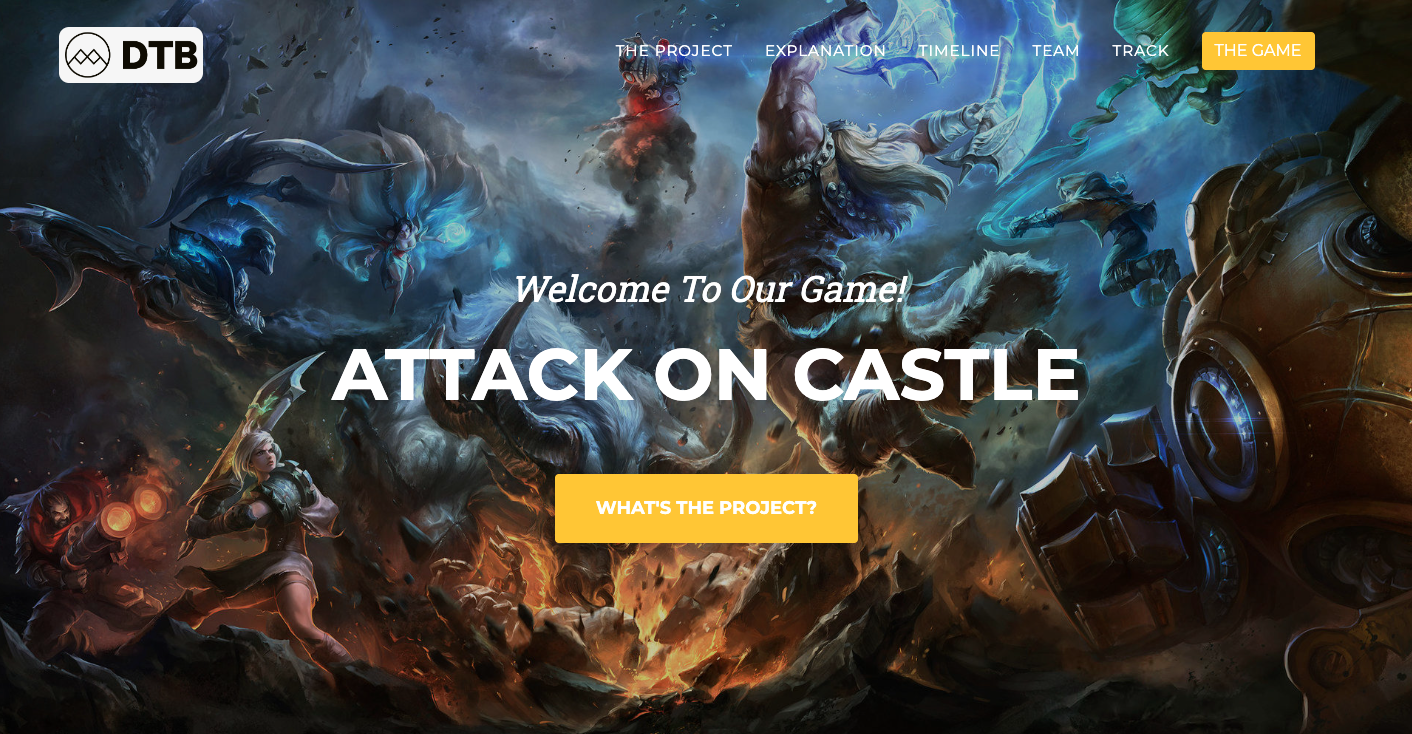 DTB
THE PROJECT EXPLANATION TIMELINE TEAM TRACK THE GAME
Welcome To Our Game!
ATTACK ON CASTLE
WHAT'S THE PROJECT?